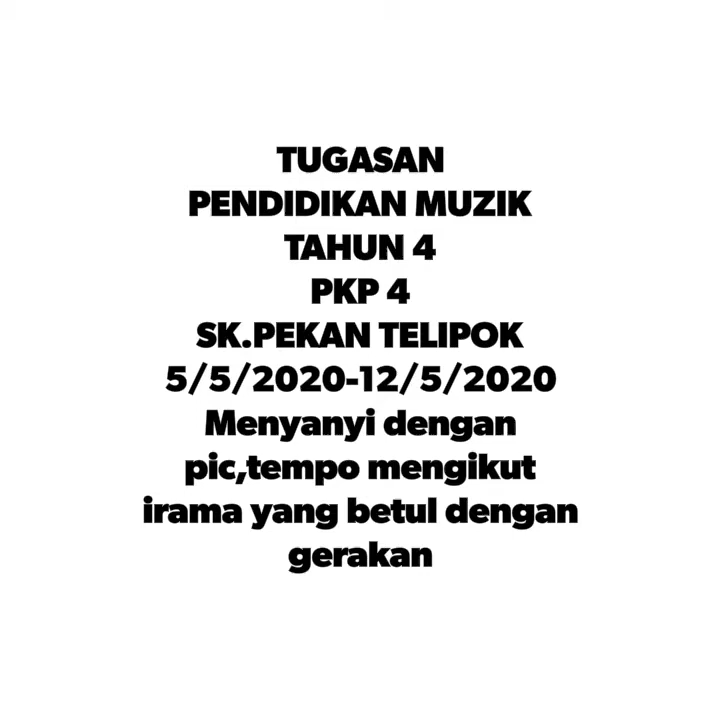 TUGASAN
PENDIDIKAN MUZIK
TAHUN 4
PKP 4
SK.PEKAN TELIPOK
5/5/2020-12/5/2020
Menyanyi dengan
pic,tempo mengikut
irama yang betul dengan
gerakan